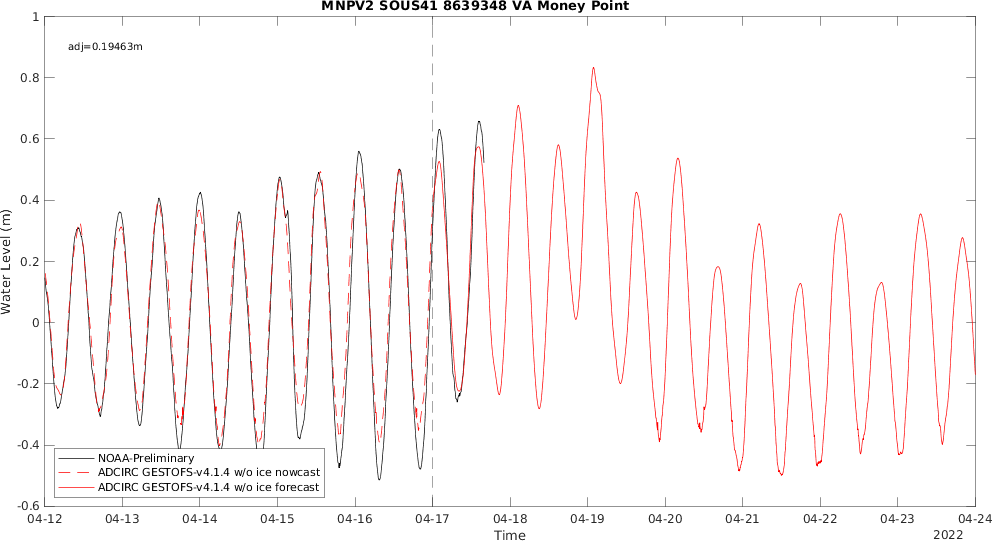 MNPV2 SOUS41 8639348 VA Money Point
adj=0.19463m
Water Level (m)
1
0.8
0.6
0.4
0.2
0
-0.2
-0.4
-0.6
NOAA-Preliminary
ADCIRC GESTOFS-v4.1.4 w/o ice nowcast
ADCIRC GESTOFS-v4.1.4 w/o ice forecast
04-12 04-13 04-14 04-15 04-16 04-17 04-18 04-19 04-20 04-21 04-22 04-23 04-24
Time
2022